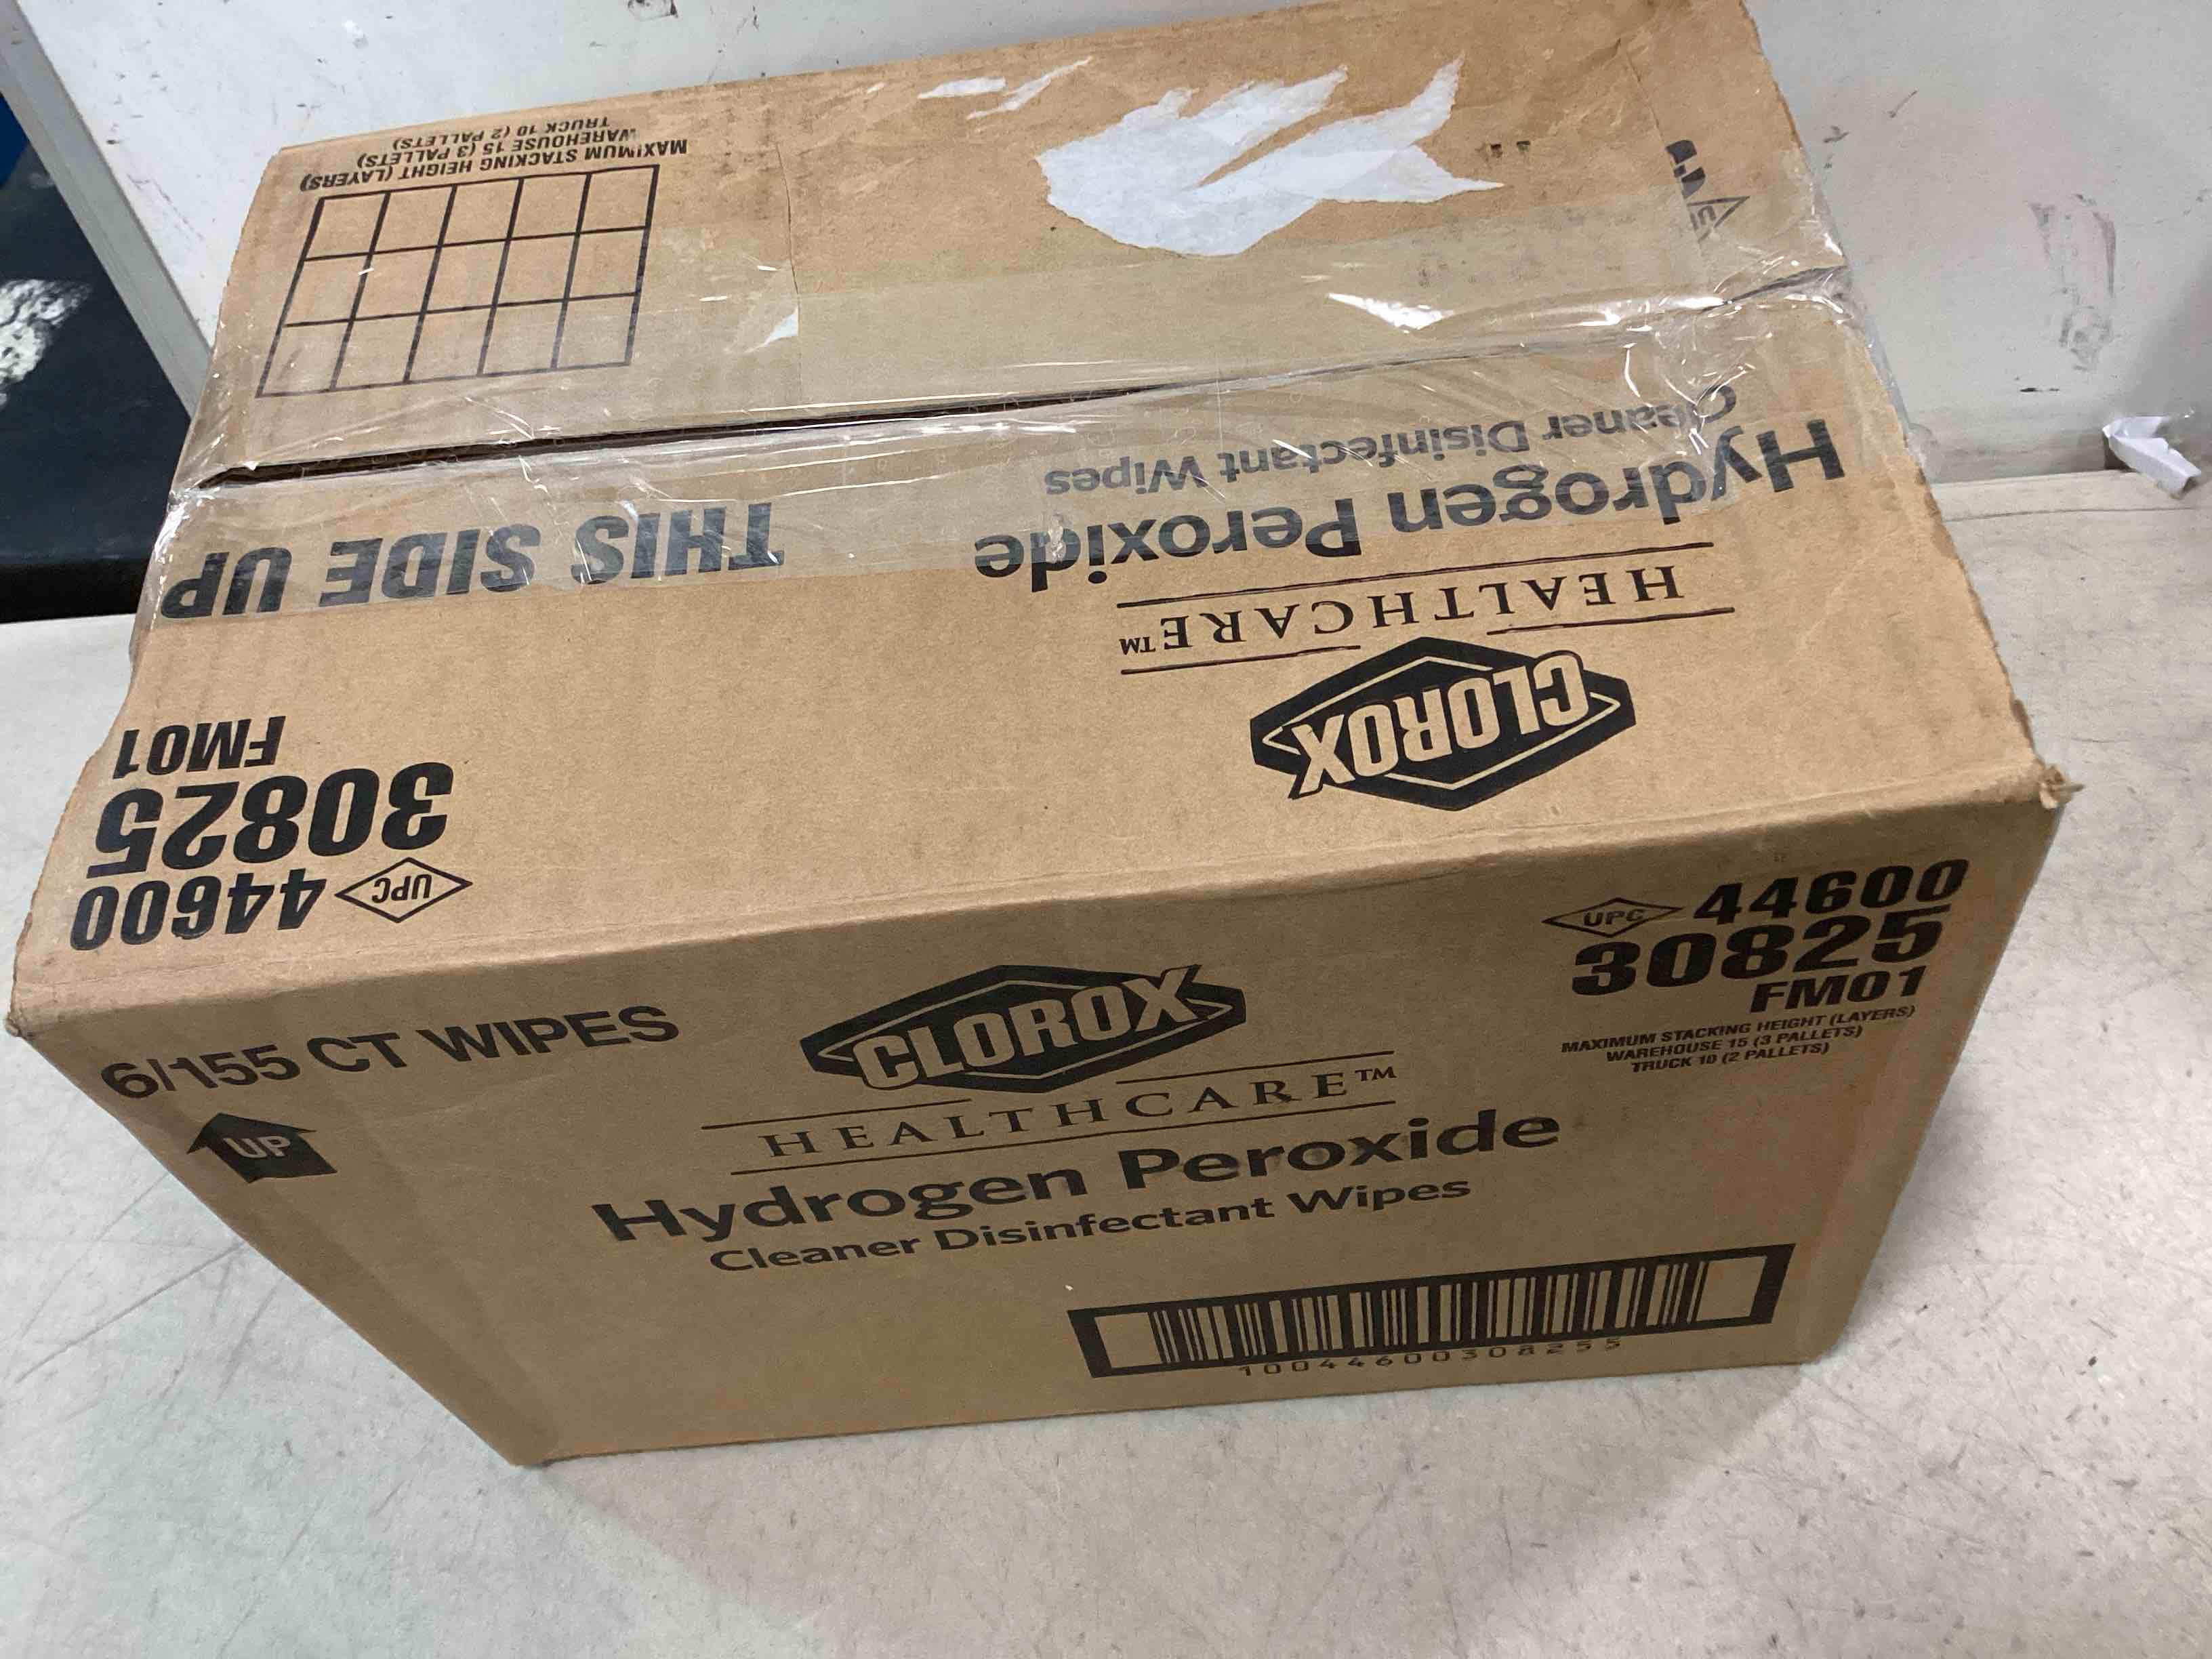 MAXIMUM STACKING HEIGHT (LAYERS)
WAREHOUSE 15 (3 PALLETS)
TRUCK 10 (2 PALLETS)
THIS SIDE UP
Hydrogen Peroxide
Cleaner Disinfectant Wipes
HEALTHCARE™
CLOROX
UPC 44600
30825
FM01
6/155 CT WIPES
UP
CLOROX
HEALTHCARE™
Hydrogen Peroxide
Cleaner Disinfectant Wipes
UPC 44600
30825
FM01
MAXIMUM STACKING HEIGHT (LAYERS)
WAREHOUSE 15 (3 PALLETS)
TRUCK 10 (2 PALLETS)
10044600308255